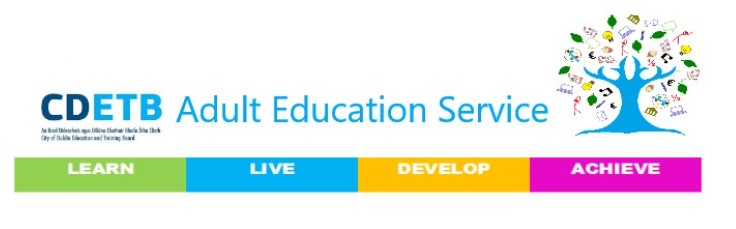 CDETB Adult Education Service
City of Dublin Education and Training Board
LEARN LIVE DEVELOP ACHIEVE